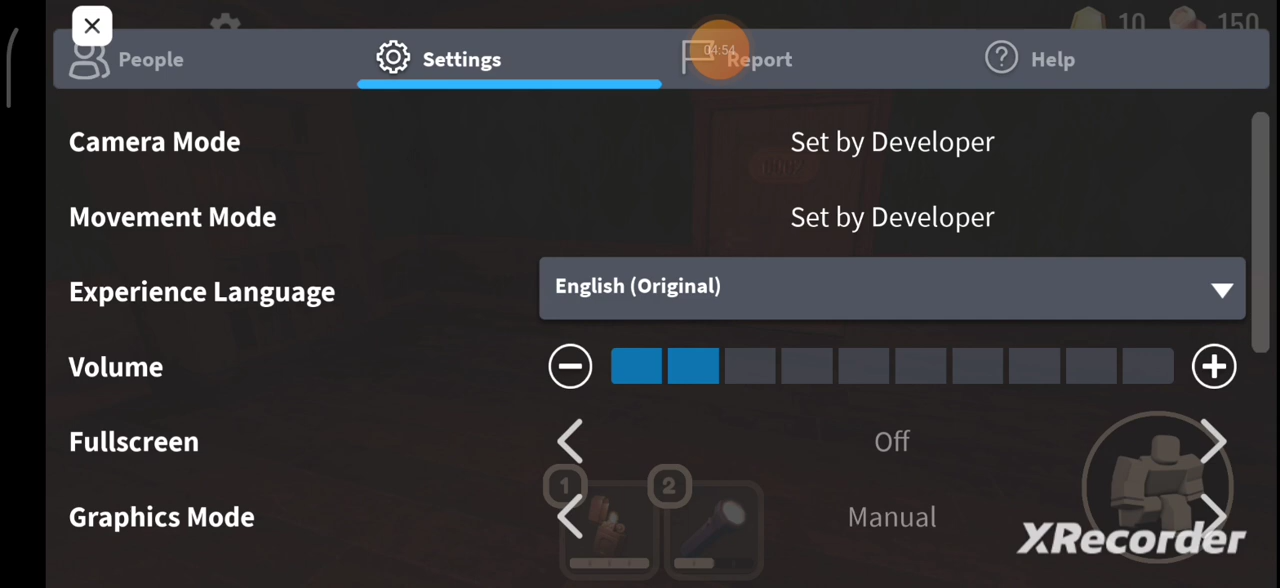 10 150
People Settings 04:54 Report Help
Camera Mode Set by Developer
Movement Mode Set by Developer
Experience Language English (Original)
Volume
Fullscreen Off
1 2
Graphics Mode Manual
XRecorder